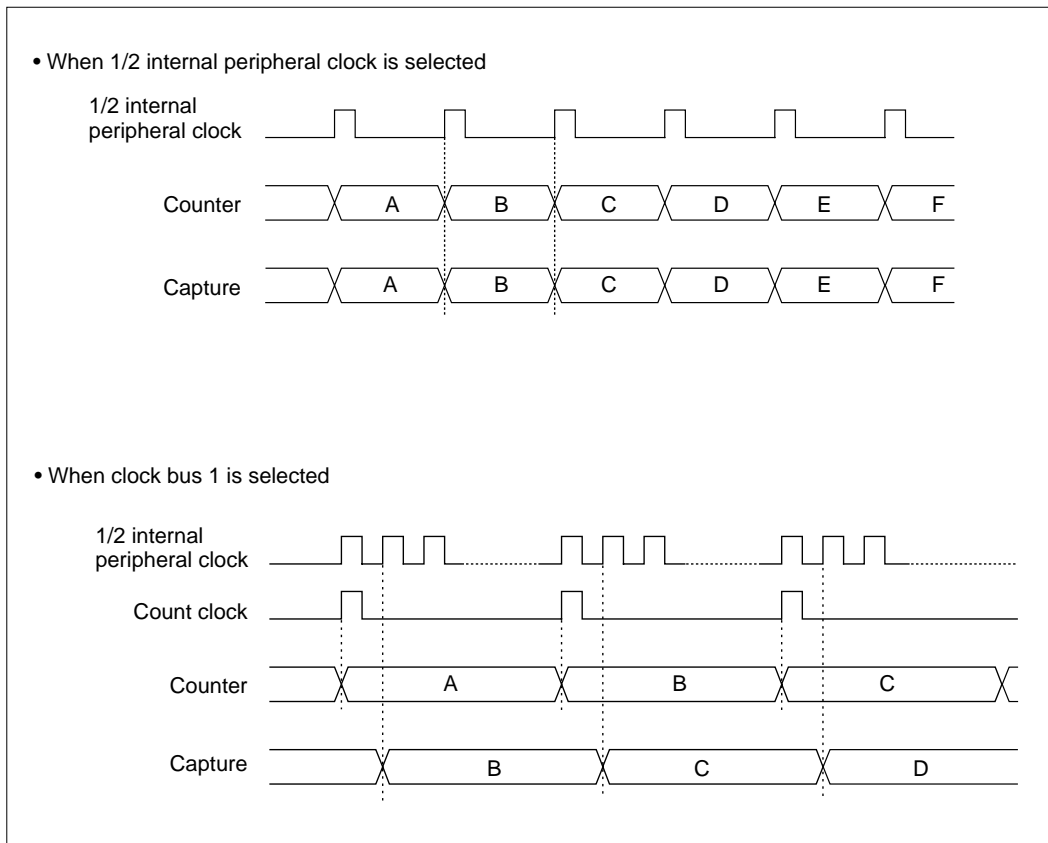 • When 1/2 internal peripheral clock is selected
1/2 internal
peripheral clock
Counter A B C D E F
Capture A B C D E F
• When clock bus 1 is selected
1/2 internal
peripheral clock
Count clock
Counter A B C
Capture B C D